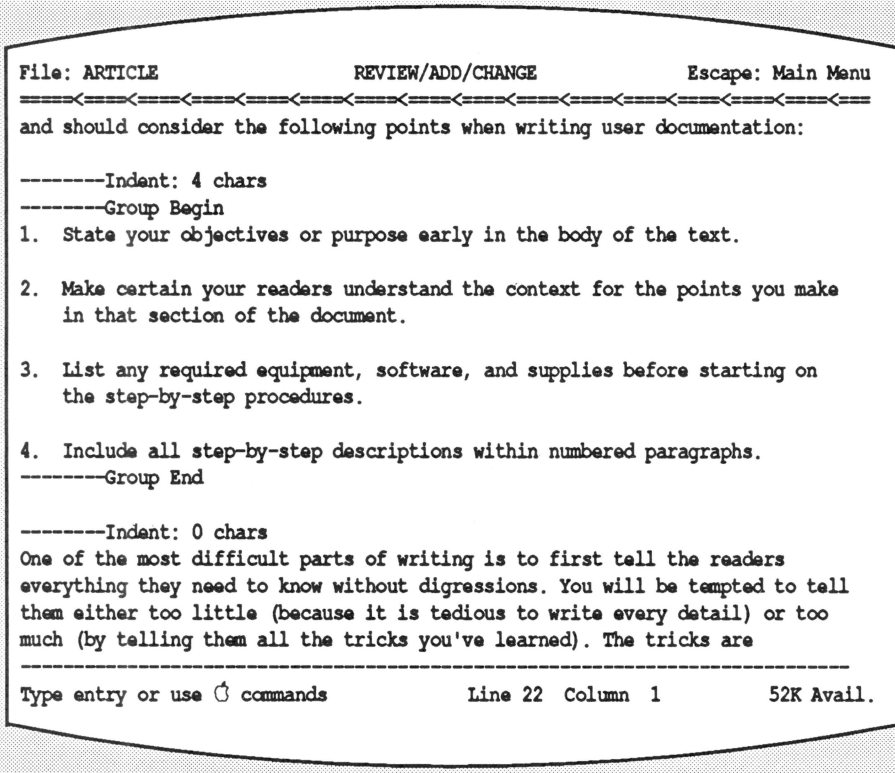 File: ARTICLE REVIEW/ADD/CHANGE Escape: Main Menu
=====<====<====<====<====<====<====<====<====<====<====<====<====<====<====<===
and should consider the following points when writing user documentation:
--------Indent: 4 chars
--------Group Begin
1. State your objectives or purpose early in the body of the text.
2. Make certain your readers understand the context for the points you make
in that section of the document.
3. List any required equipment, software, and supplies before starting on
the step-by-step procedures.
4. Include all step-by-step descriptions within numbered paragraphs.
--------Group End
--------Indent: 0 chars
One of the most difficult parts of writing is to first tell the readers
everything they need to know without digressions. You will be tempted to tell
them either too little (because it is tedious to write every detail) or too
much (by telling them all the tricks you've learned). The tricks are
-------------------------------------------------------------------------------
Type entry or use commands Line 22 Column 1 52K Avail.